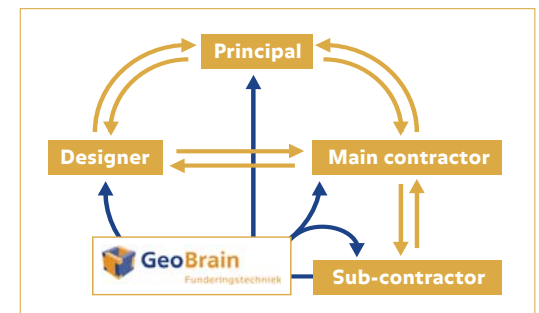 Principal
Designer
Main contractor
GeoBrain
Funderingstechniek
Sub-contractor